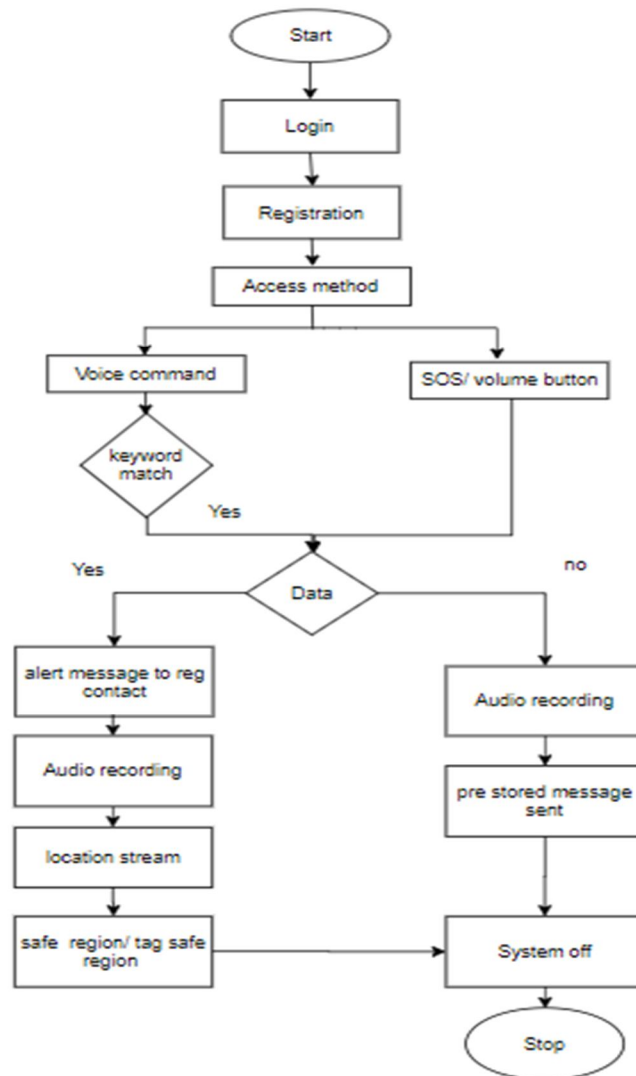 Start
Login
Registration
Access method
Voice command
SOS/ volume button
keyword
match
Yes
Yes
no
Data
alert message to reg
contact
Audio recording
Audio recording
pre stored message
sent
location stream
safe region/ tag safe
region
System off
Stop